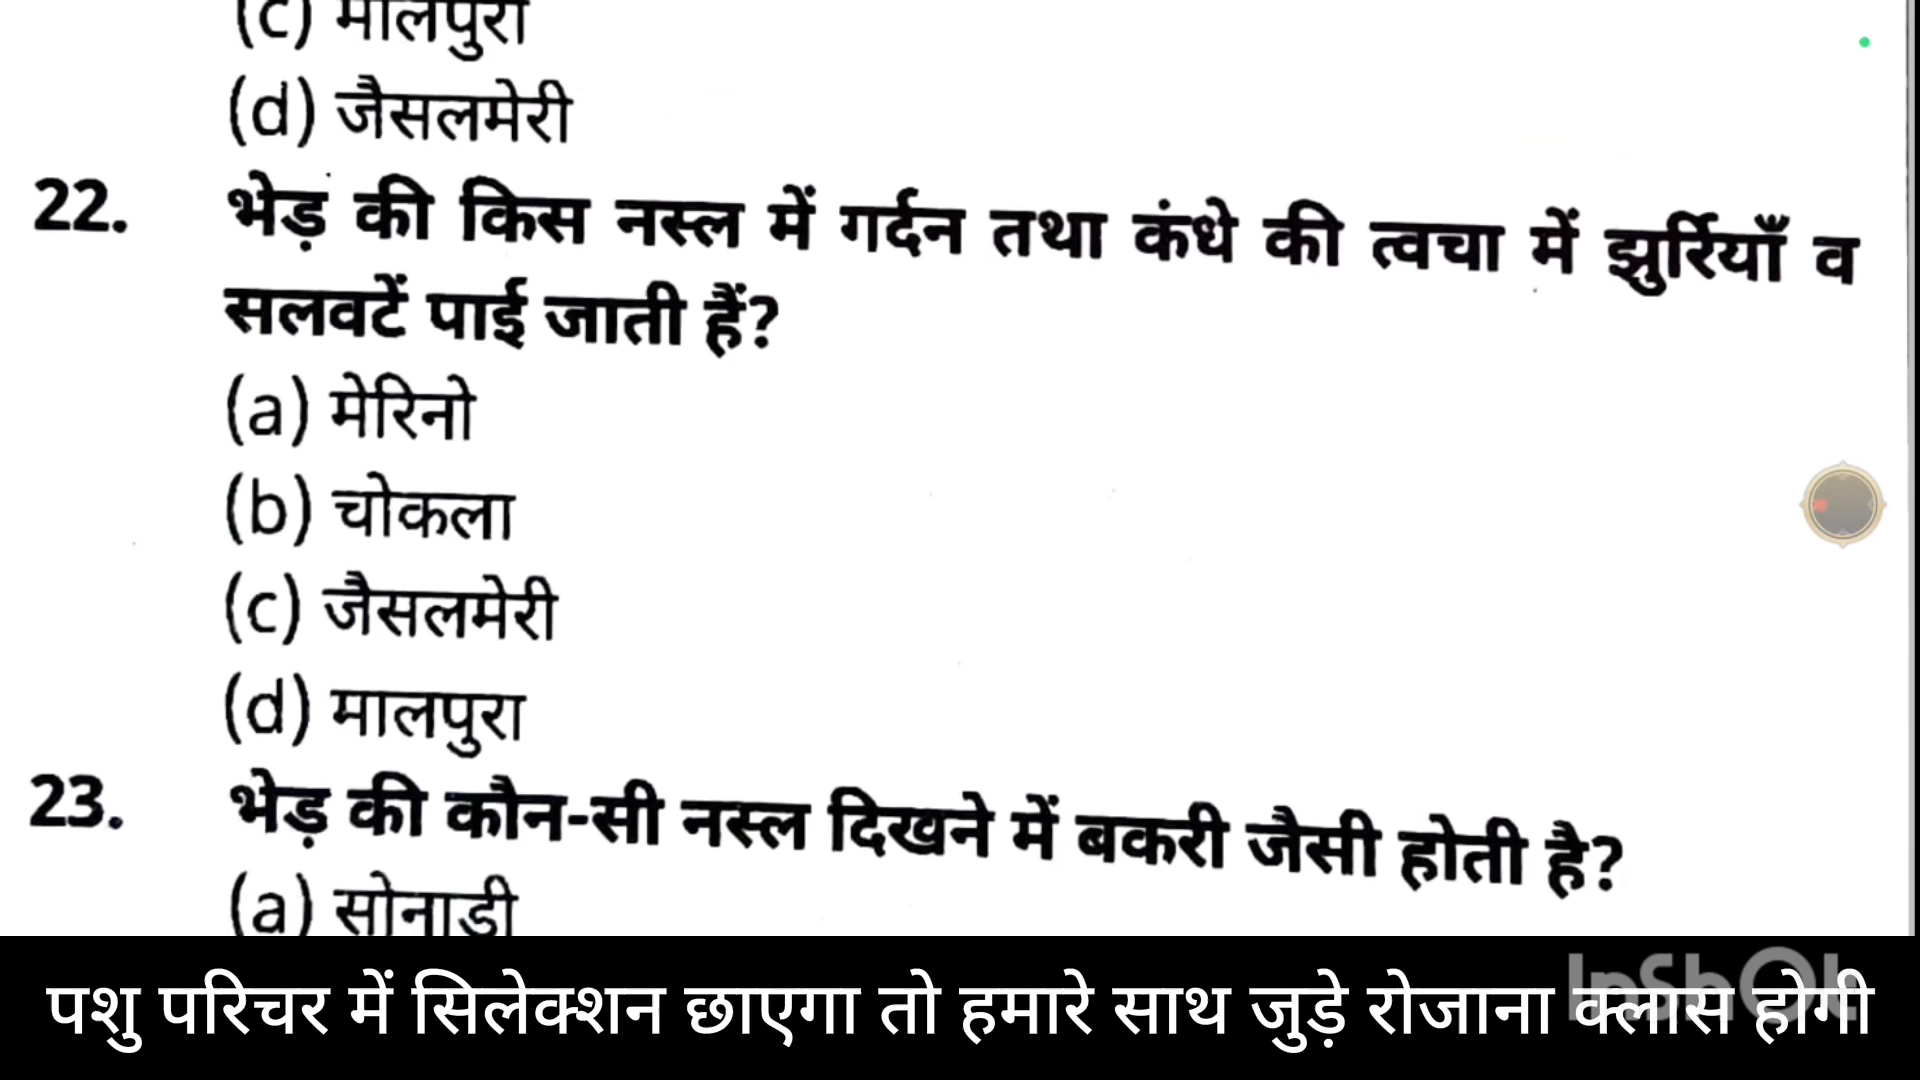 (c) मालपुरा
(d) जैसलमेरी
22. भेड़ की किस नस्ल में गर्दन तथा कंधे की त्वचा में झुर्रियाँ व
सलवटें पाई जाती हैं?
(a) मेरिनो
(b) चोकला
(c) जैसलमेरी
(d) मालपुरा
23. भेड़ की कौन-सी नस्ल दिखने में बकरी जैसी होती है?
(a) सोनाडी
InShOt
पशु परिचर में सिलेक्शन छाएगा तो हमारे साथ जुड़े रोजाना क्लास होगी